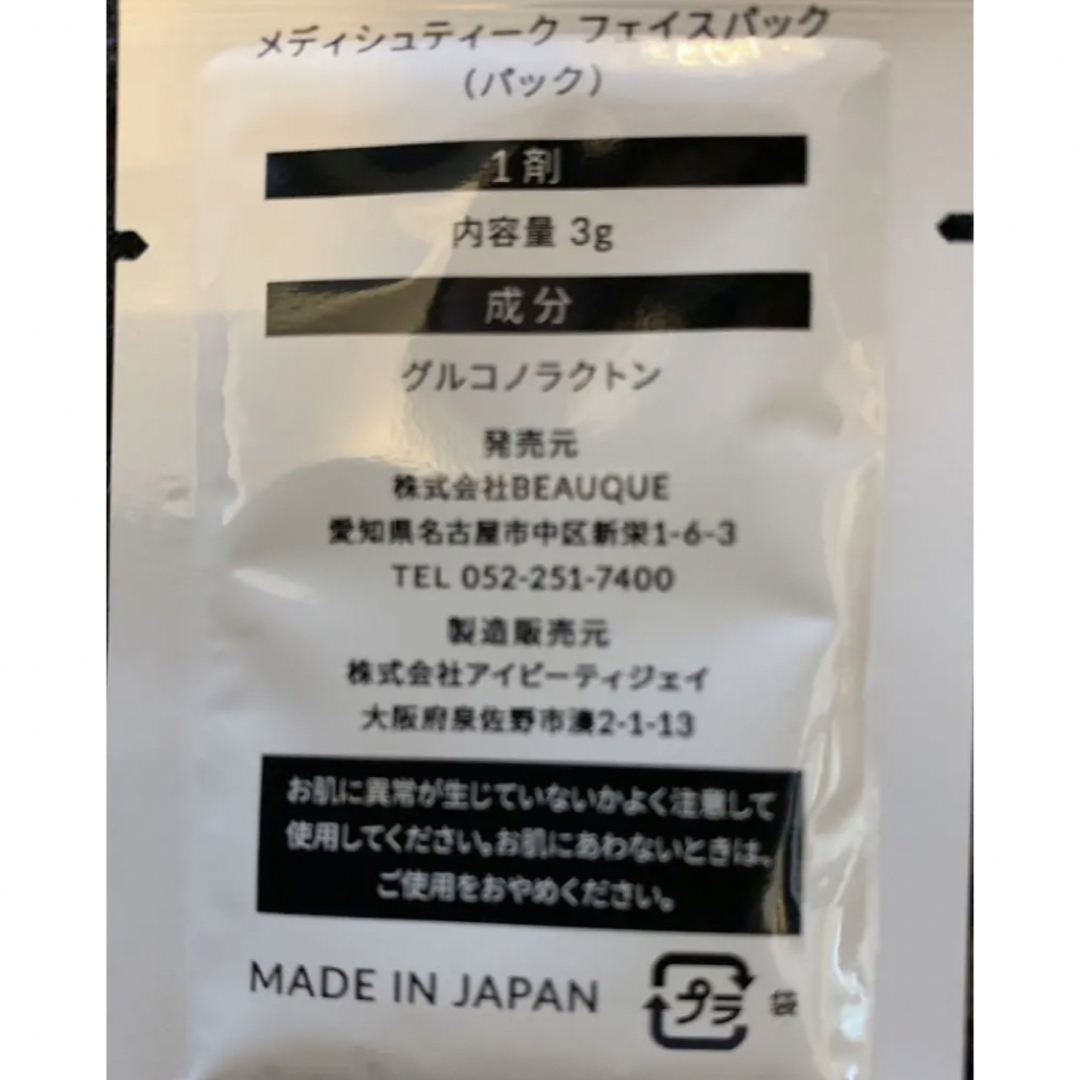 メディシュティーク フェイスパック
(パック)
1剤
内容量 3g
成分
グルコノラクトン
発売元
株式会社BEAUQUE
愛知県名古屋市中区新栄1-6-3
TEL 052-251-7400
製造販売元
株式会社アイピーティジェイ
大阪府泉佐野市湊2-1-13
お肌に異常が生じていないかよく注意して
使用してください。お肌にあわないときは、
ご使用をおやめください。
MADE IN JAPAN
プラ 袋